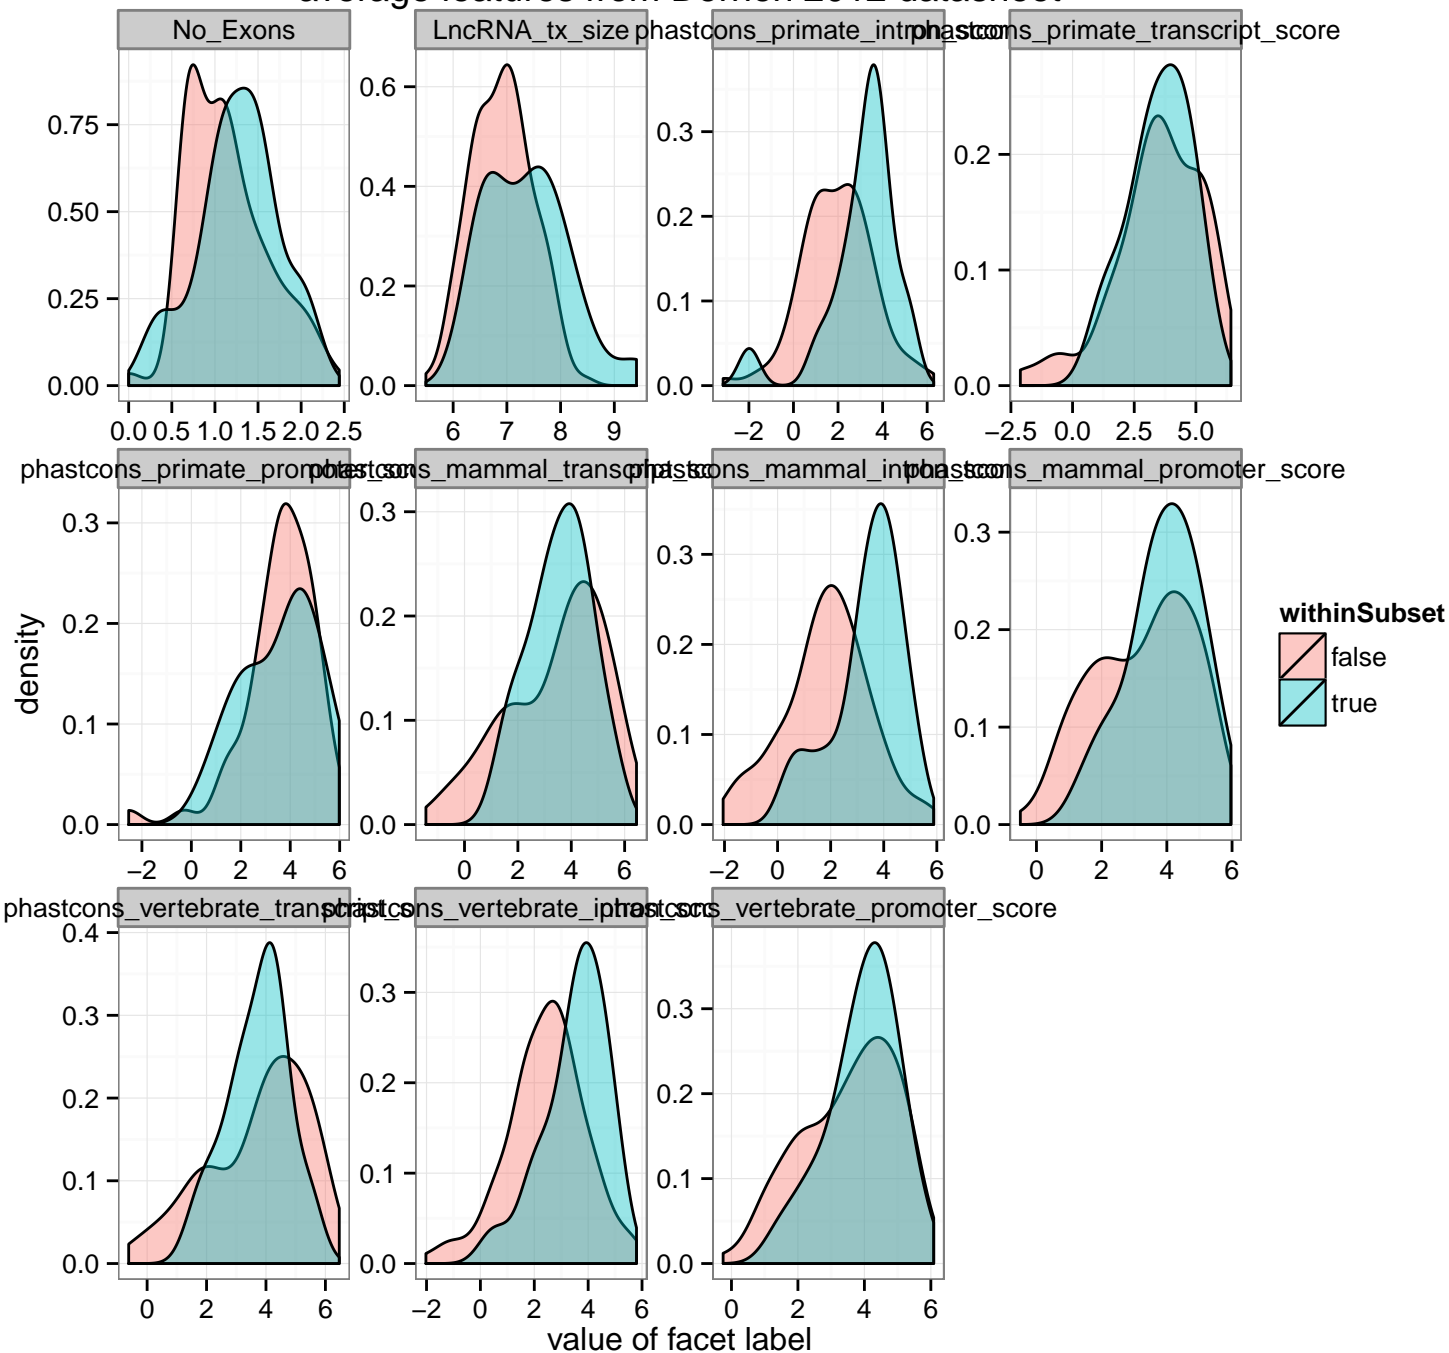 No_Exons
LncRNA_tx_size
phastcons_primate_intron_score
phastcons_primate_transcript_score
0.75
0.50
0.25
0.00
0.6
0.4
0.2
0.0
0.3
0.2
0.1
0.0
0.2
0.1
0.0
0.0 0.5 1.0 1.5 2.0 2.5
6 7 8 9
−2 0 2 4 6
−2.5 0.0 2.5 5.0
phastcons_primate_promoter_score
phastcons_mammal_transcript_score
phastcons_mammal_intron_score
phastcons_mammal_promoter_score
0.3
0.2
0.1
0.0
0.3
0.2
0.1
0.0
0.3
0.2
0.1
0.0
0.3
0.2
0.1
0.0
−2 0 2 4 6
0 2 4 6
−2 0 2 4 6
0 2 4 6
phastcons_vertebrate_transcript_score
phastcons_vertebrate_intron_score
phastcons_vertebrate_promoter_score
0.4
0.3
0.2
0.1
0.0
0.3
0.2
0.1
0.0
0.3
0.2
0.1
0.0
0 2 4 6
−2 0 2 4 6
0 2 4 6
density
value of facet label
withinSubset
false
true